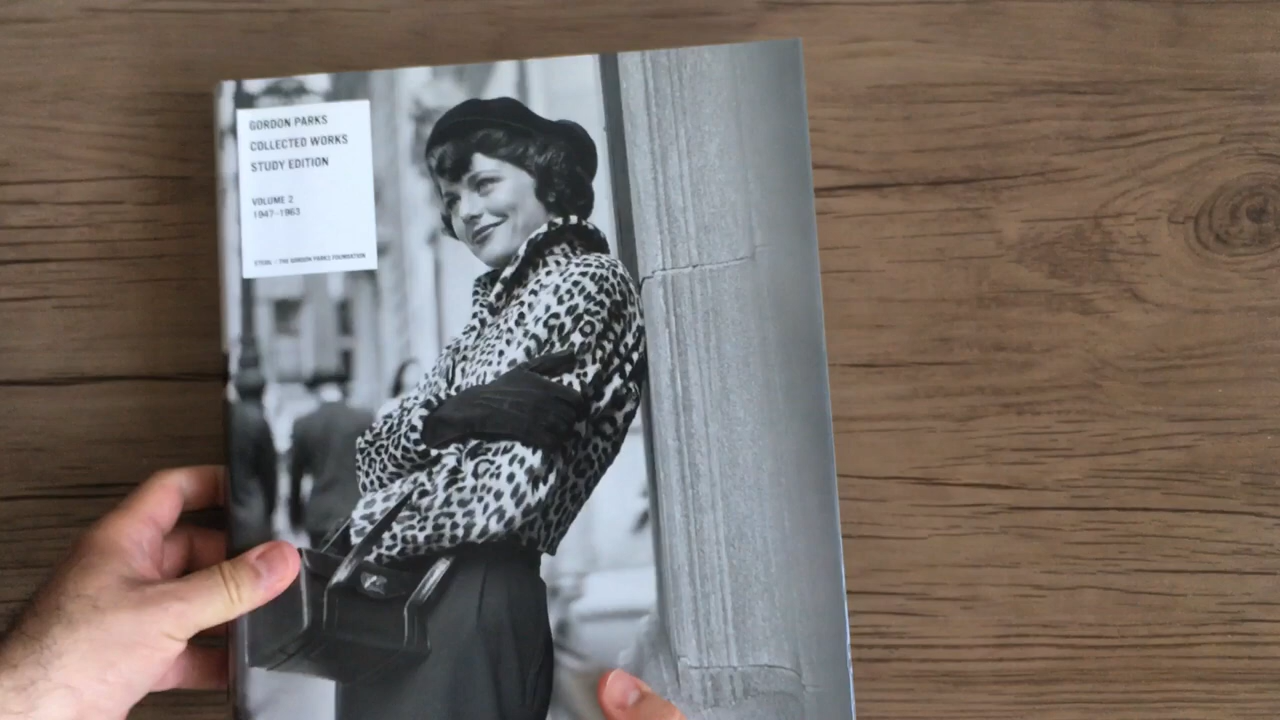 GORDON PARKS
COLLECTED WORKS
STUDY EDITION
VOLUME 2
1947–1963
STEIDL / THE GORDON PARKS FOUNDATION